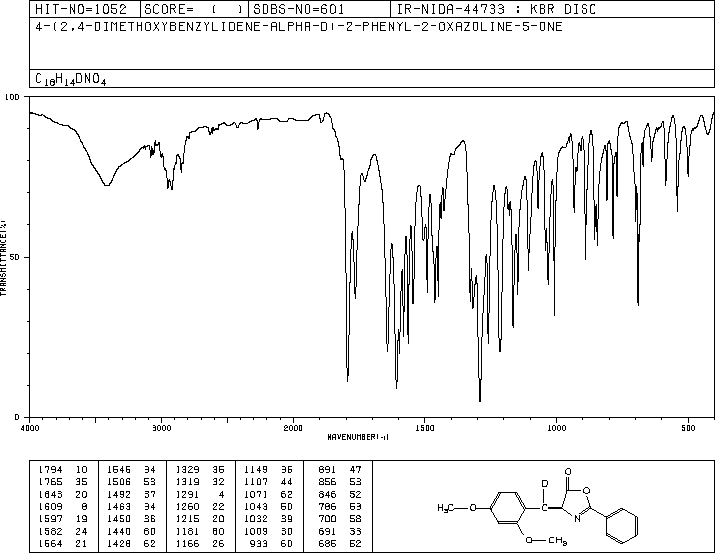 HIT-NO=1052 SCORE= ( ) SDBS-NO=601 IR-NIDA-44733 : KBR DISC
4-(2,4-DIMETHOXYBENZYLIDENE-ALPHA-D)-2-PHENYL-2-OXAZOLINE-5-ONE
C18H14DNO4
100
50
0
TRANSMITTANCE(%)
4000 3000 2000 1500 1000 500
WAVENUMBER(-1)
1794 10 1546 34 1329 35 1149 36 891 47
1765 35 1506 53 1319 32 1107 44 856 53
1643 20 1492 37 1291 4 1071 62 846 52
1609 8 1463 34 1260 22 1043 50 786 53
1597 19 1450 36 1215 20 1032 39 700 58
1582 24 1440 60 1181 80 1009 30 691 33
1564 21 1428 62 1166 26 933 60 685 52
O
D
O
H3C O C
N
O CH3